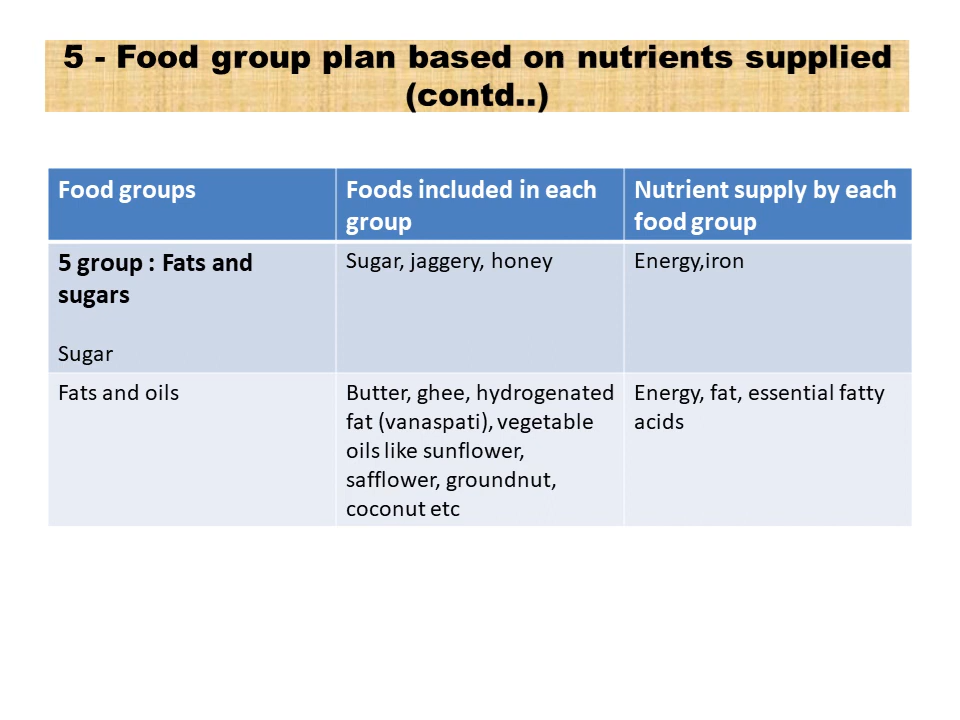 5 - Food group plan based on nutrients supplied
(contd..)
Food groups
Foods included in each
group
Nutrient supply by each
food group
5 group : Fats and
sugars
Sugar
Sugar, jaggery, honey
Energy,iron
Fats and oils
Butter, ghee, hydrogenated
fat (vanaspati), vegetable
oils like sunflower,
safflower, groundnut,
coconut etc
Energy, fat, essential fatty
acids